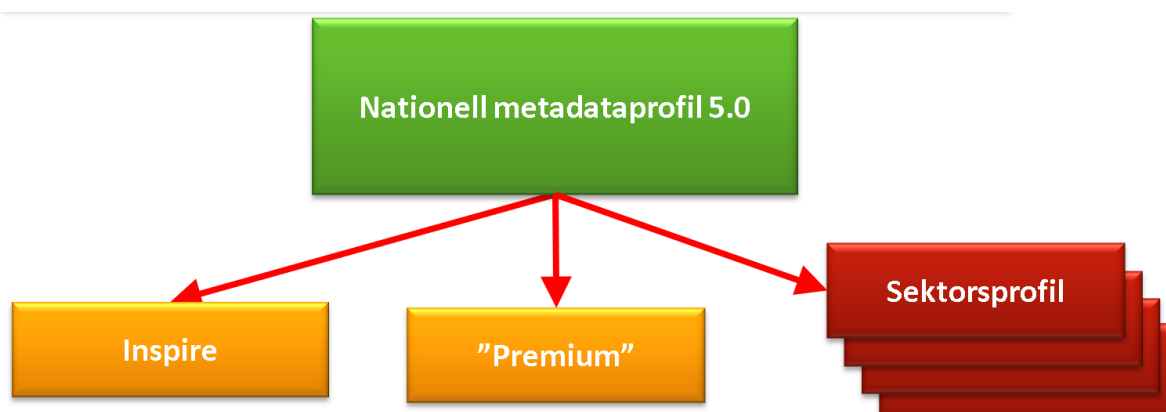 Nationell metadataprofil 5.0
Inspire
”Premium”
Sektorsprofil